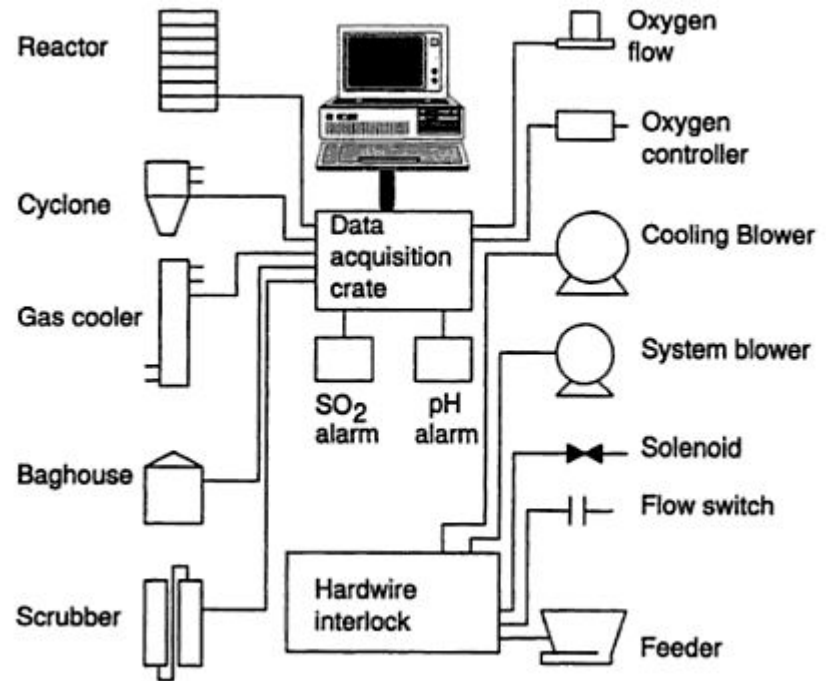 Reactor
Oxygen
flow
Oxygen
controller
Cyclone
Data
acquisition
crate
Cooling Blower
Gas cooler
System blower
SO2
alarm
pH
alarm
Baghouse
Solenoid
Flow switch
Scrubber
Hardwire
interlock
Feeder